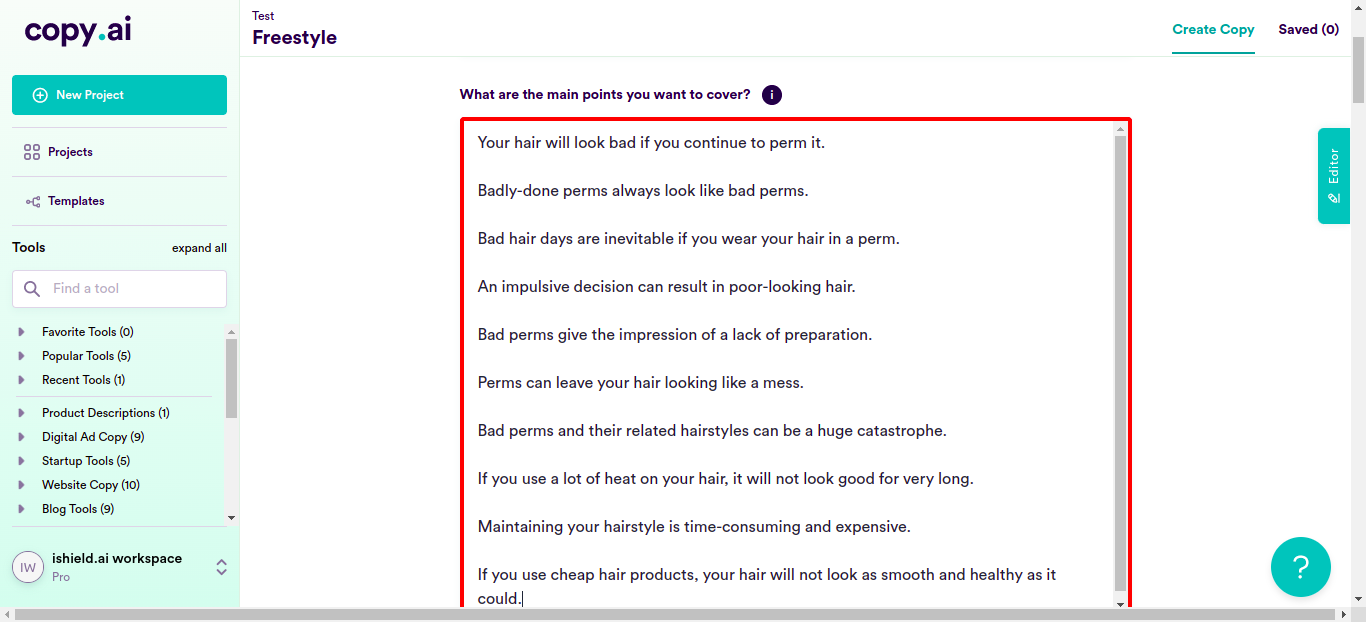 copy.ai
New Project
Projects
Templates
Tools
expand all
Find a tool
Favorite Tools (0)
Popular Tools (5)
Recent Tools (1)
Product Descriptions (1)
Digital Ad Copy (9)
Startup Tools (5)
Website Copy (10)
Blog Tools (9)
IW
ishield.ai workspace
Pro
Test
Freestyle
Create Copy
Saved (0)
What are the main points you want to cover?
i
Your hair will look bad if you continue to perm it.
Badly-done perms always look like bad perms.
Bad hair days are inevitable if you wear your hair in a perm.
An impulsive decision can result in poor-looking hair.
Bad perms give the impression of a lack of preparation.
Perms can leave your hair looking like a mess.
Bad perms and their related hairstyles can be a huge catastrophe.
If you use a lot of heat on your hair, it will not look good for very long.
Maintaining your hairstyle is time-consuming and expensive.
If you use cheap hair products, your hair will not look as smooth and healthy as it
could.
Editor
?